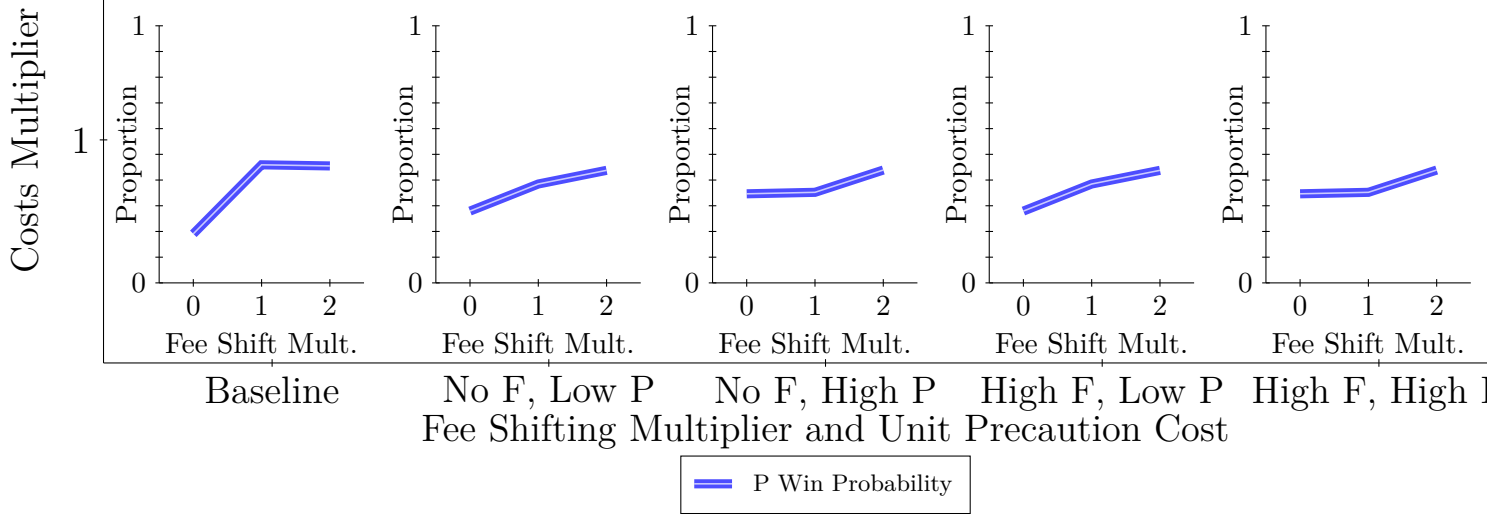 Costs Multiplier
1
Proportion
1
0
0 1 2
Fee Shift Mult.
Proportion
1
0
0 1 2
Fee Shift Mult.
Proportion
1
0
0 1 2
Fee Shift Mult.
Proportion
1
0
0 1 2
Fee Shift Mult.
Proportion
1
0
0 1 2
Fee Shift Mult.
Baseline
No F, Low P
No F, High P
High F, Low P
High F, High
Fee Shifting Multiplier and Unit Precaution Cost
P Win Probability